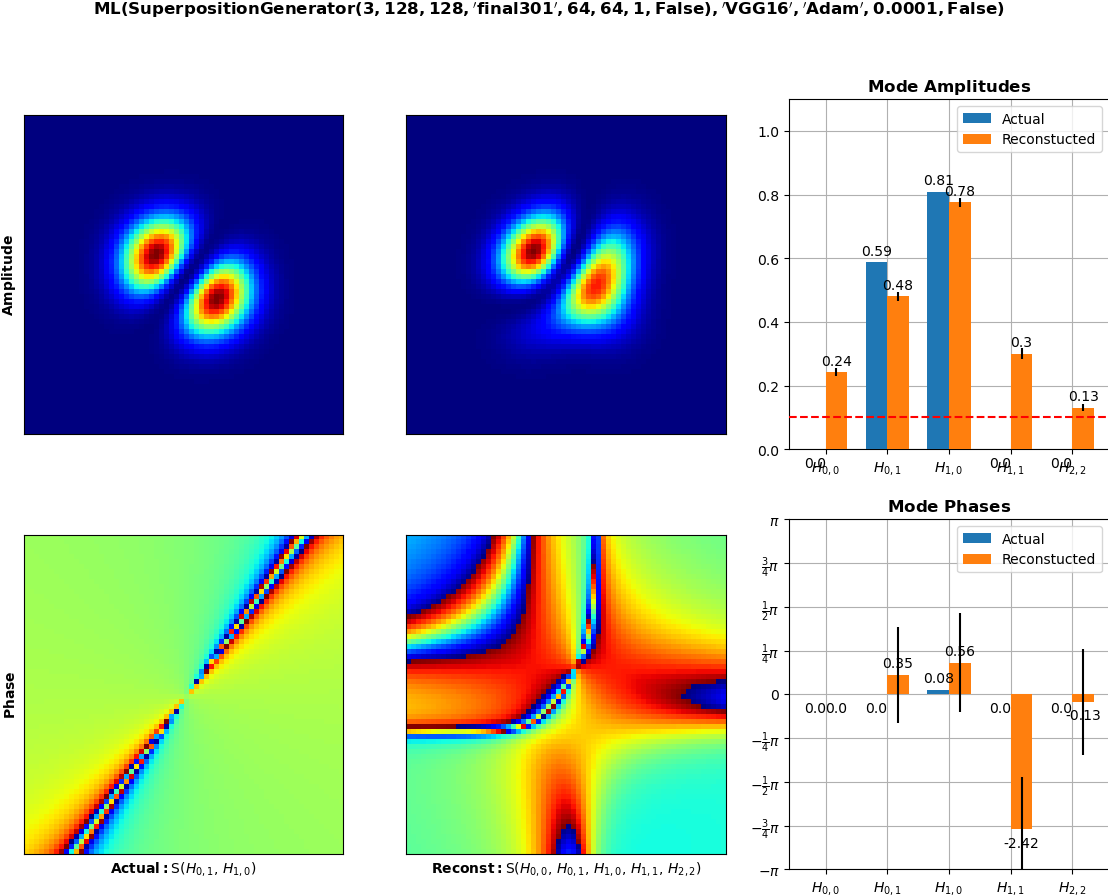 ML(SuperpositionGenerator(3, 128, 128, 'final301', 64, 64, 1, False), 'VGG16', 'Adam', 0.0001, False)
Amplitude
Mode Amplitudes
Actual
Reconstucted
1.0
0.8
0.6
0.4
0.2
0.0
0.0
0.24
0.59
0.48
0.81
0.78
0.0
0.3
0.0
0.13
H0,0 H0,1 H1,0 H1,1 H2,2
Phase
Actual: S(H0,1, H1,0)
Reconst: S(H0,0, H0,1, H1,0, H1,1, H2,2)
Mode Phases
Actual
Reconstucted
π
3/4π
1/2π
1/4π
0
−1/4π
−1/2π
−3/4π
−π
0.0
0.0
0.0
0.35
0.08
0.56
0.0
-2.42
0.0
-0.13
H0,0 H0,1 H1,0 H1,1 H2,2